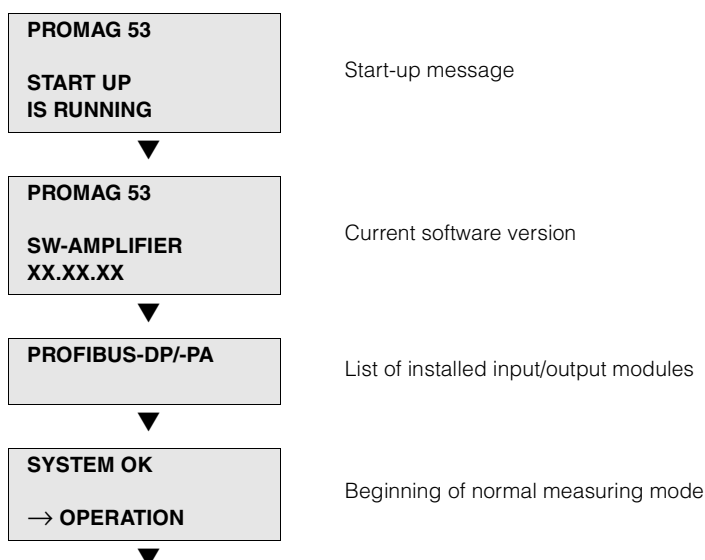 PROMAG 53
START UP
IS RUNNING
Start-up message
PROMAG 53
SW-AMPLIFIER
XX.XX.XX
Current software version
PROFIBUS-DP/-PA
List of installed input/output modules
SYSTEM OK
→ OPERATION
Beginning of normal measuring mode